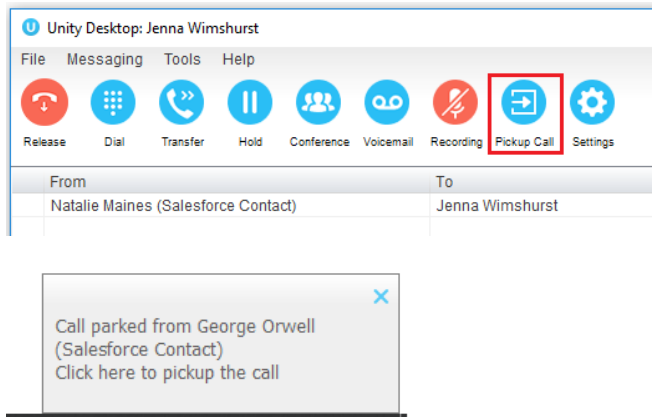 U Unity Desktop: Jenna Wimshurst
File Messaging Tools Help
Release Dial Transfer Hold Conference Voicemail Recording Pickup Call Settings
From To
Natalie Maines (Salesforce Contact) Jenna Wimshurst
Call parked from George Orwell
(Salesforce Contact)
Click here to pickup the call